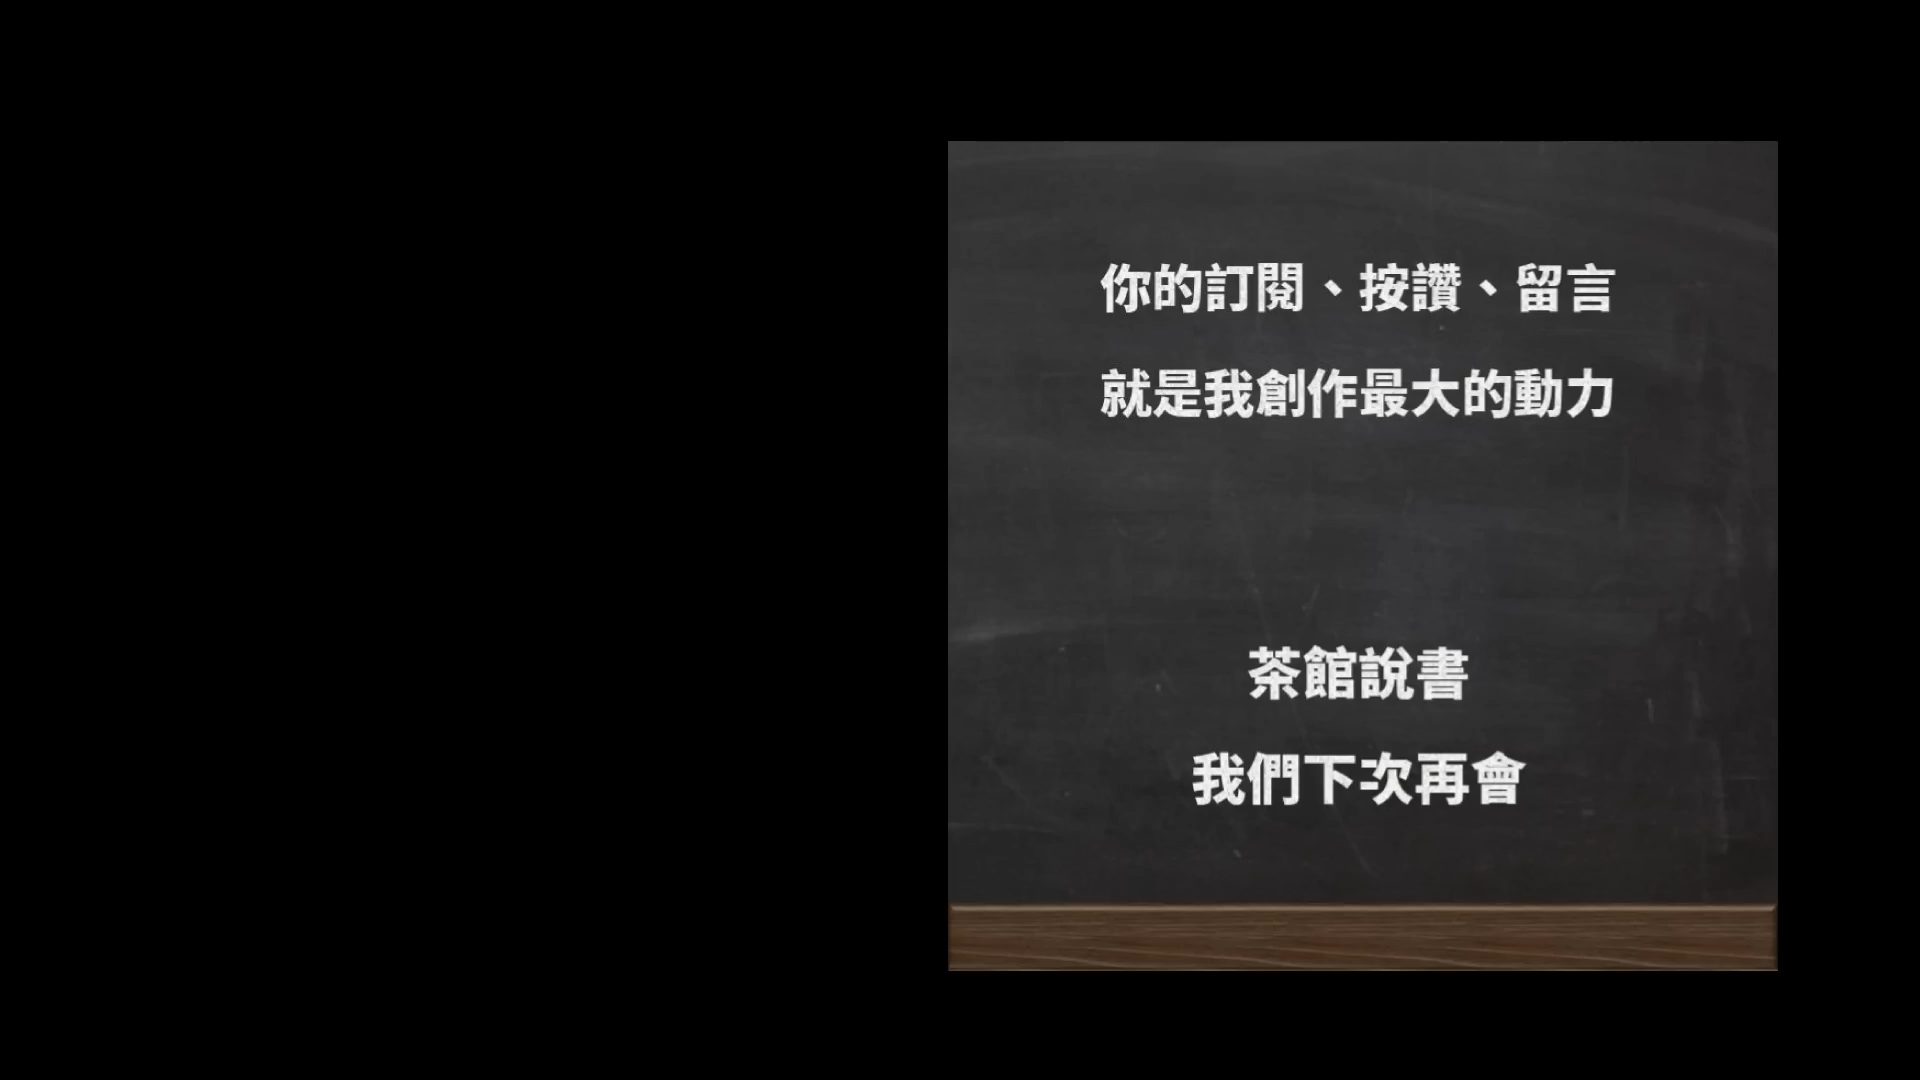 你的訂閱、按讚、留言
就是我創作最大的動力
茶館說書
我們下次再會